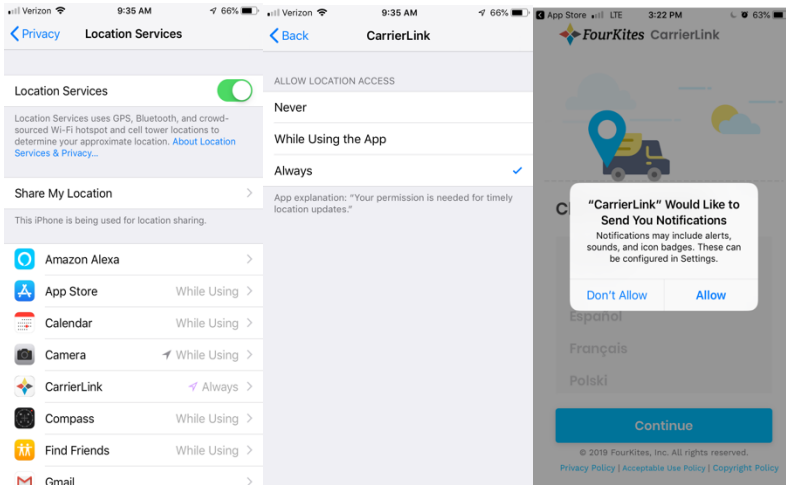 Verizon 9:35 AM 66%
Privacy Location Services
Location Services
Location Services uses GPS, Bluetooth, and crowd-
sourced Wi-Fi hotspot and cell tower locations to
determine your approximate location. About Location
Services & Privacy...
Share My Location
This iPhone is being used for location sharing.
Amazon Alexa
App Store While Using
Calendar While Using
Camera While Using
CarrierLink Always
Compass While Using
Find Friends While Using
Gmail
Verizon 9:35 AM 66%
Back CarrierLink
ALLOW LOCATION ACCESS
Never
While Using the App
Always
App explanation: “Your permission is needed for timely
location updates.”
App Store LTE 3:22 PM 63%
FourKites CarrierLink
“CarrierLink” Would Like to
Send You Notifications
Notifications may include alerts,
sounds, and icon badges. These can
be configured in Settings.
Don’t Allow Allow
Español
Français
Polski
Continue
© 2019 FourKites, Inc. All rights reserved.
Privacy Policy | Acceptable Use Policy | Copyright Policy